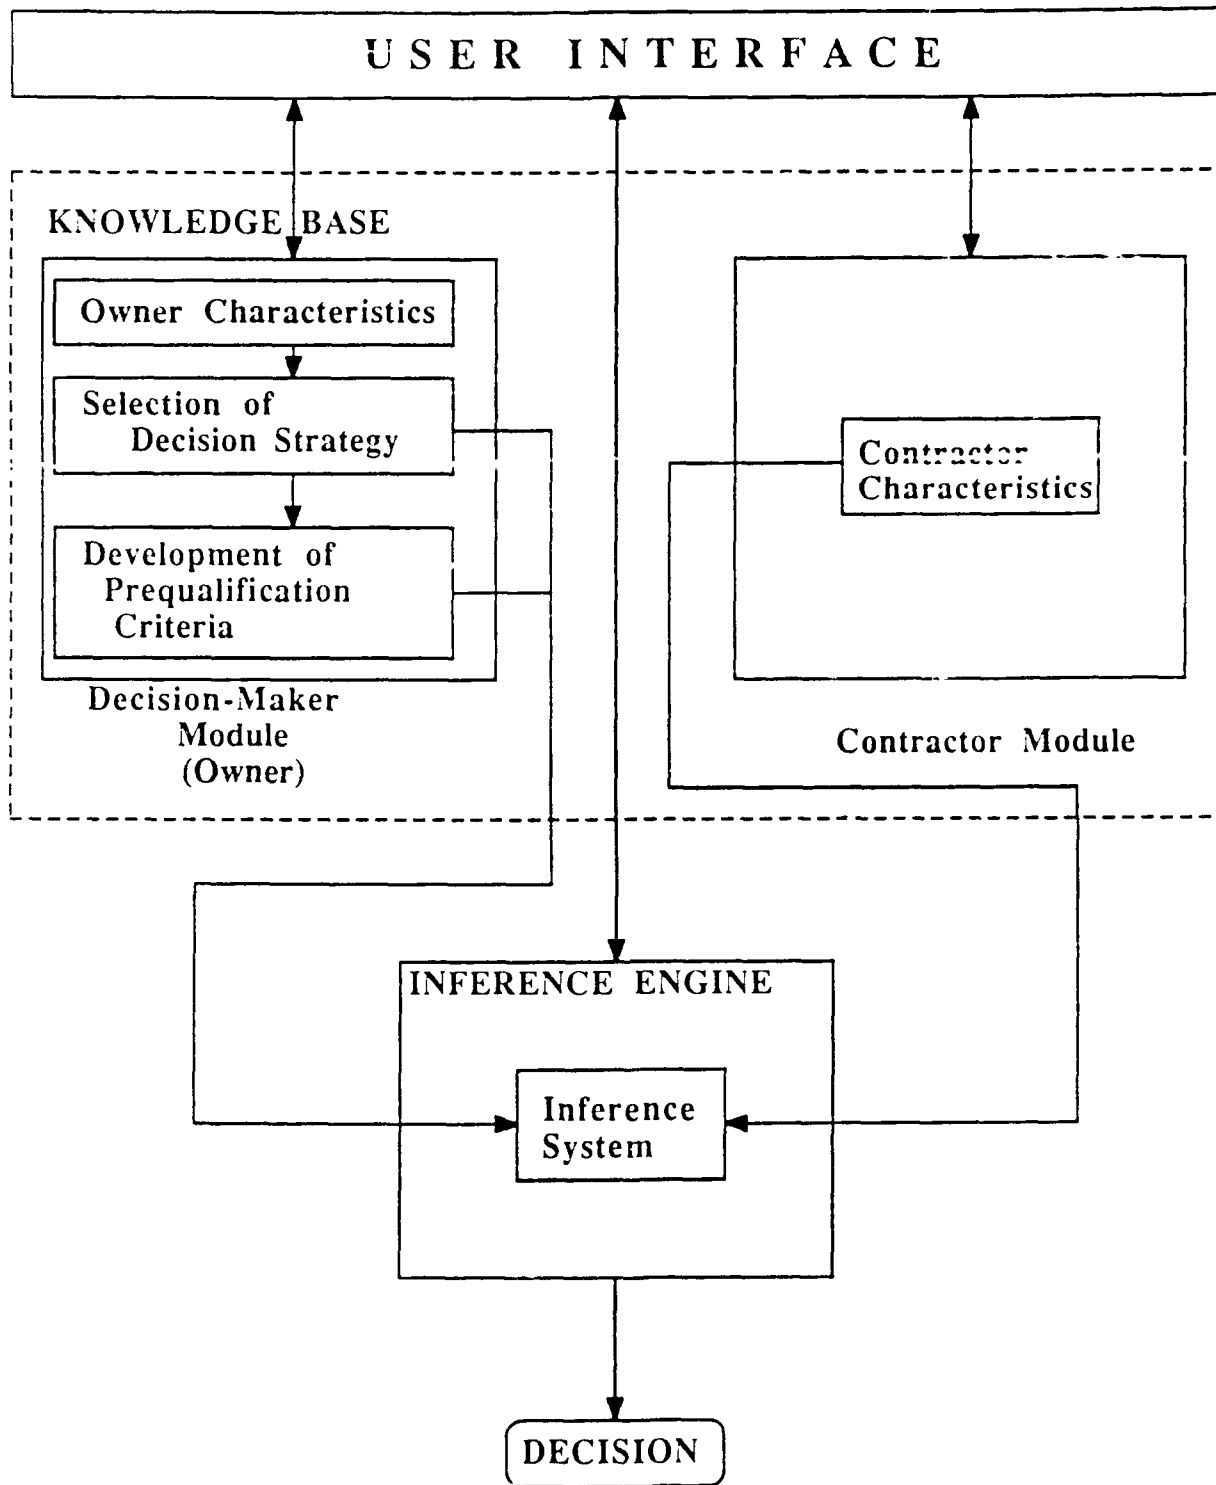 USER INTERFACE
KNOWLEDGE BASE
Owner Characteristics
Selection of
Decision Strategy
Development of
Prequalification
Criteria
Decision-Maker
Module
(Owner)
Contractor
Characteristics
Contractor Module
INFERENCE ENGINE
Inference
System
DECISION